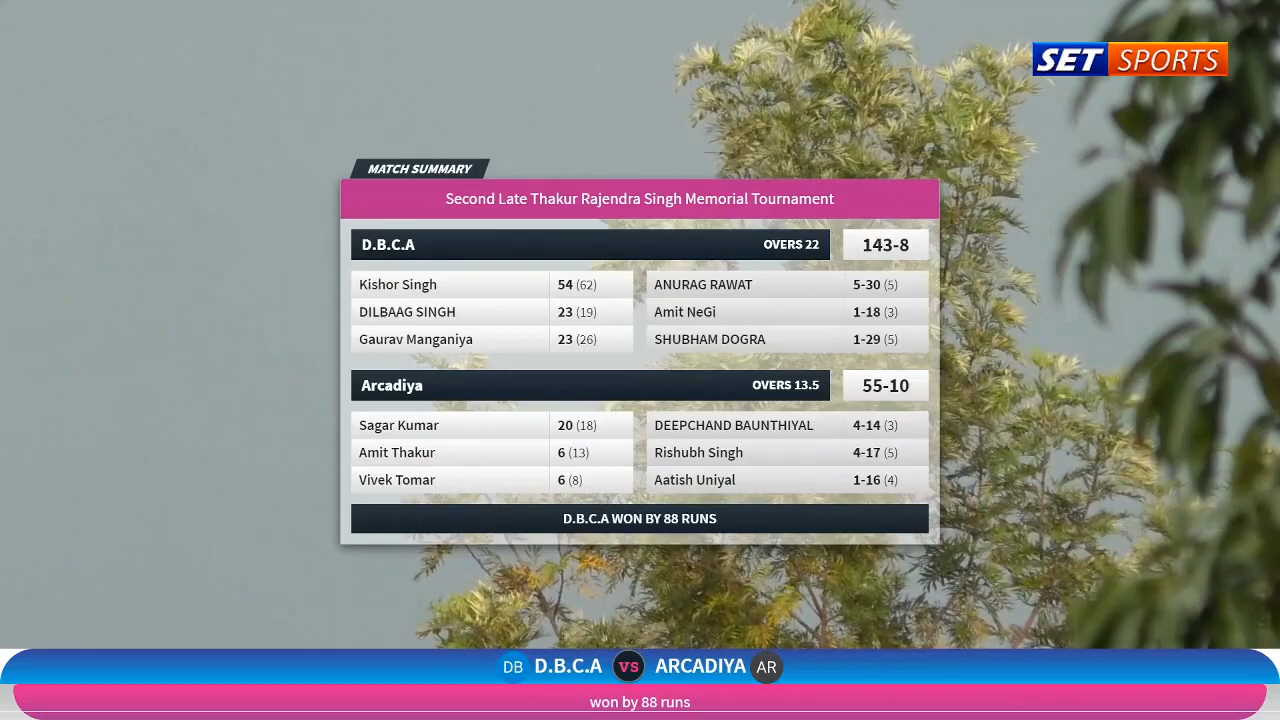 SET SPORTS
MATCH SUMMARY
Second Late Thakur Rajendra Singh Memorial Tournament
D.B.C.A OVERS 22 143-8
Kishor Singh 54 (62) ANURAG RAWAT 5-30 (5)
DILBAAG SINGH 23 (19) Amit NeGi 1-18 (3)
Gaurav Manganiya 23 (26) SHUBHAM DOGRA 1-29 (5)
Arcadiya OVERS 13.5 55-10
Sagar Kumar 20 (18) DEEPCHAND BAUNTHIYAL 4-14 (3)
Amit Thakur 6 (13) Rishubh Singh 4-17 (5)
Vivek Tomar 6 (8) Aatish Uniyal 1-16 (4)
D.B.C.A WON BY 88 RUNS
DB D.B.C.A VS ARCADIYA AR
won by 88 runs